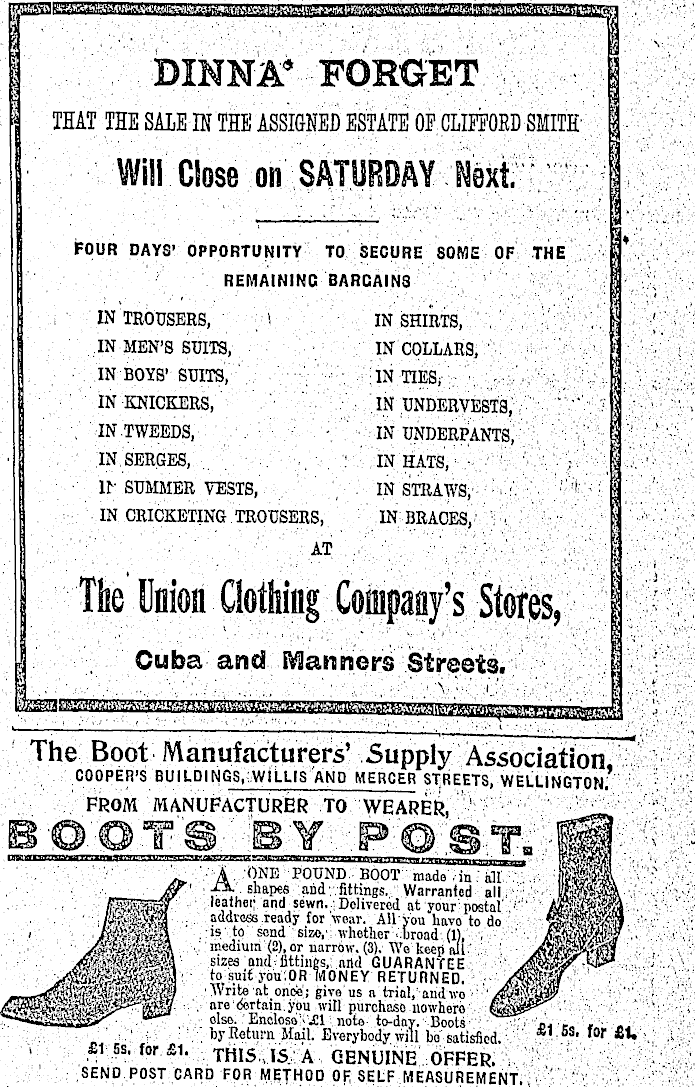 DINNA' FORGET
THAT THE SALE IN THE ASSIGNED ESTATE OF CLIFFORD SMITH
Will Close on SATURDAY Next.
FOUR DAYS' OPPORTUNITY TO SECURE SOME OF THE
REMAINING BARGAINS
IN TROUSERS,
IN MEN'S SUITS,
IN BOYS' SUITS,
IN KNICKERS,
IN TWEEDS,
IN SERGES,
IN SUMMER VESTS,
IN CRICKETING TROUSERS,
IN SHIRTS,
IN COLLARS,
IN TIES,
IN UNDERVESTS,
IN UNDERPANTS,
IN HATS,
IN STRAWS,
IN BRACES,
AT
The Union Clothing Company's Stores,
Cuba and Manners Streets.
The Boot Manufacturers' Supply Association,
COOPER'S BUILDINGS, WILLIS AND MERCER STREETS, WELLINGTON.
FROM MANUFACTURER TO WEARER,
BOOTS BY POST.
A ONE POUND BOOT made in all
shapes and fittings. Warranted all
leather and sewn. Delivered at your postal
address ready for wear. All you have to do
is to send size, whether broad (1),
medium (2), or narrow. (3). We keep all
sizes and fittings, and GUARANTEE
to suit you OR MONEY RETURNED.
Write at once; give us a trial, and we
are certain you will purchase nowhere
else. Enclose £1 note to-day. Boots
by Return Mail. Everybody will be satisfied.
THIS IS A GENUINE OFFER.
SEND POST CARD FOR METHOD OF SELF MEASUREMENT.
£1 5s. for £1.
£1 5s. for £1.